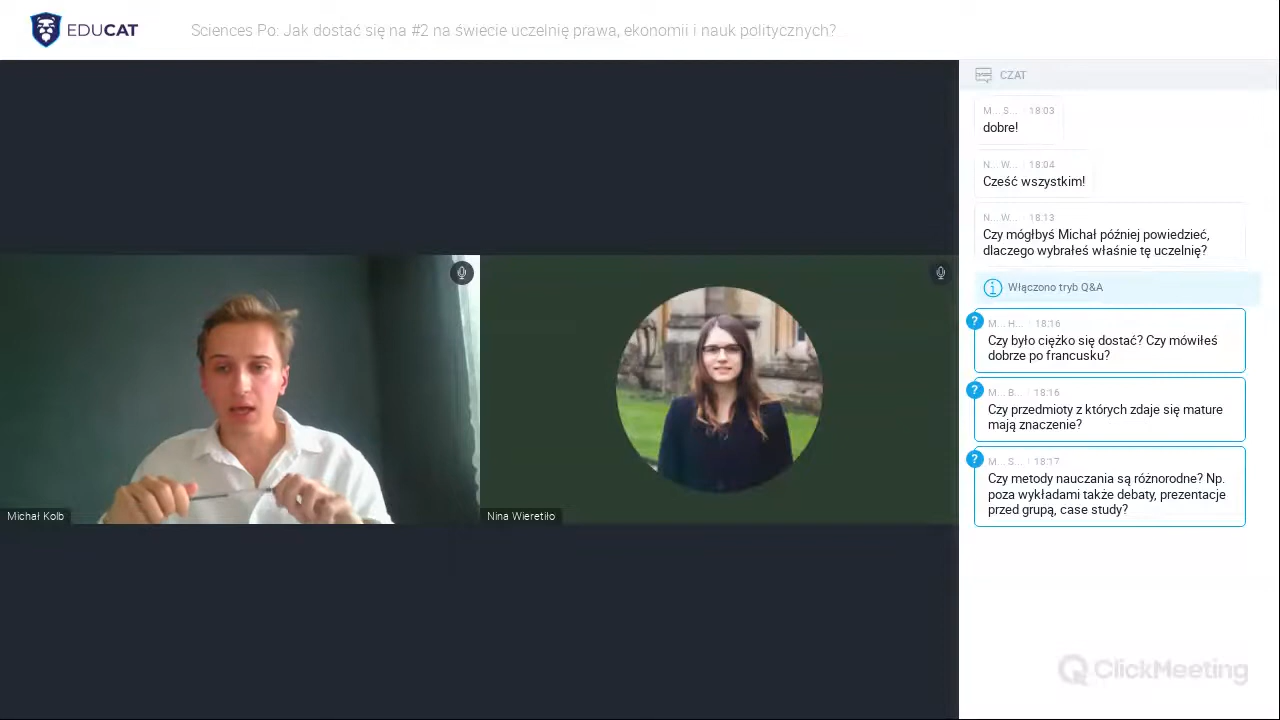 EDUCAT
Sciences Po: Jak dostać się na #2 na świecie uczelnię prawa, ekonomii i nauk politycznych?
CZAT
M... S... 18:03
dobre!
N... W... 18:04
Cześć wszystkim!
N... W... 18:13
Czy mógłbyś Michał później powiedzieć,
dlaczego wybrałeś właśnie tę uczelnię?
Włączono tryb Q&A
? M... H... 18:16
Czy było ciężko się dostać? Czy mówiłeś
dobrze po francusku?
? M... B... 18:16
Czy przedmioty z których zdaje się mature
mają znaczenie?
? M... S... 18:17
Czy metody nauczania są różnorodne? Np.
poza wykładami także debaty, prezentacje
przed grupą, case study?
Michał Kolb
Nina Wieretiło
ClickMeeting